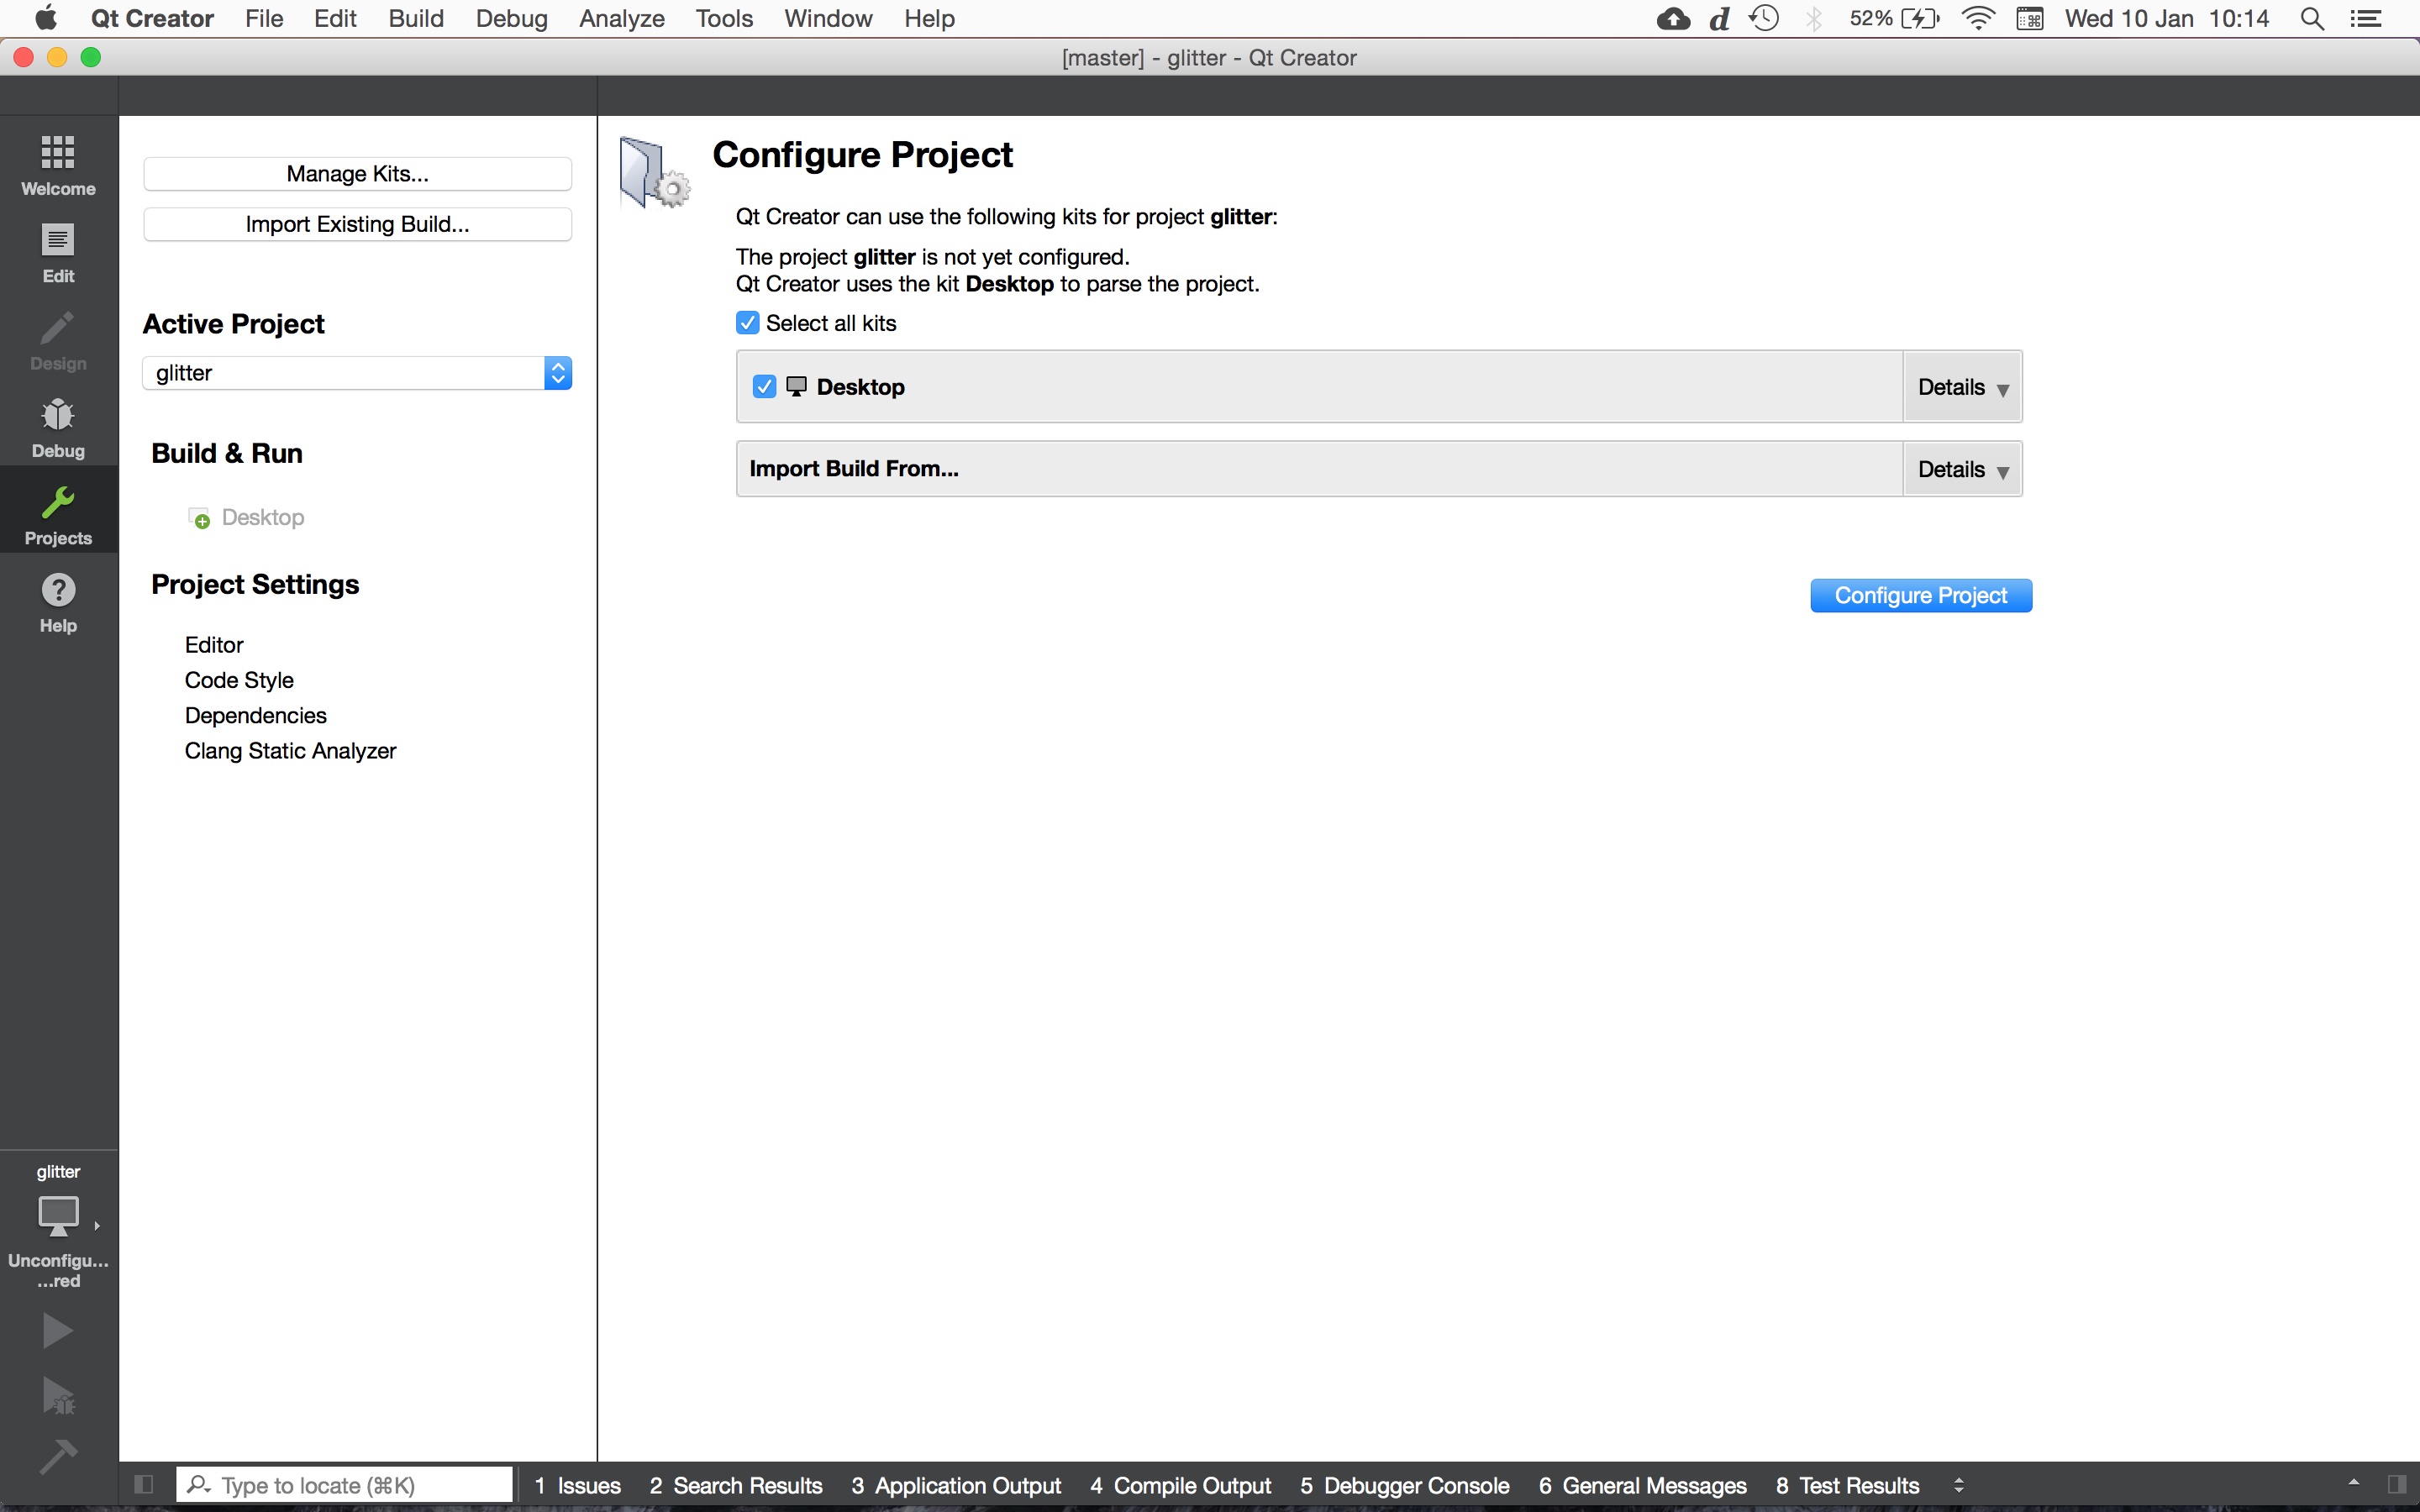 Qt Creator File Edit Build Debug Analyze Tools Window Help d 52% Wed 10 Jan 10:14
[master] - glitter - Qt Creator
Welcome
Edit
Design
Debug
Projects
Help
Manage Kits...
Import Existing Build...
Active Project
glitter
Build & Run
Desktop
Project Settings
Editor
Code Style
Dependencies
Clang Static Analyzer
Configure Project
Qt Creator can use the following kits for project glitter:
The project glitter is not yet configured.
Qt Creator uses the kit Desktop to parse the project.
Select all kits
Desktop Details
Import Build From... Details
Configure Project
glitter
Unconfigu...
...red
Type to locate (⌘K) 1 Issues 2 Search Results 3 Application Output 4 Compile Output 5 Debugger Console 6 General Messages 8 Test Results